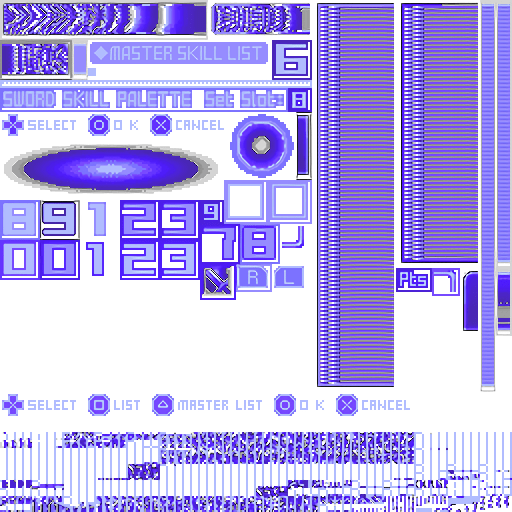 ◆MASTER SKILL LIST
6
SWORD SKILL PALETTE Set Slot: 8
SELECT O K CANCEL
8 9 1 2 3 9
7 8
0 0 1 2 3
R L
Pts
SELECT LIST MASTER LIST O K CANCEL